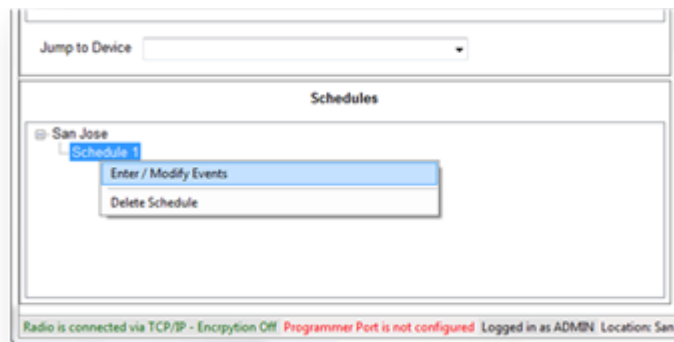 Jump to Device
Schedules
San Jose
Schedule 1
Enter / Modify Events
Delete Schedule
Radio is connected via TCP/IP - Encrpytion Off Programmer Port is not configured Logged in as ADMIN Location: San